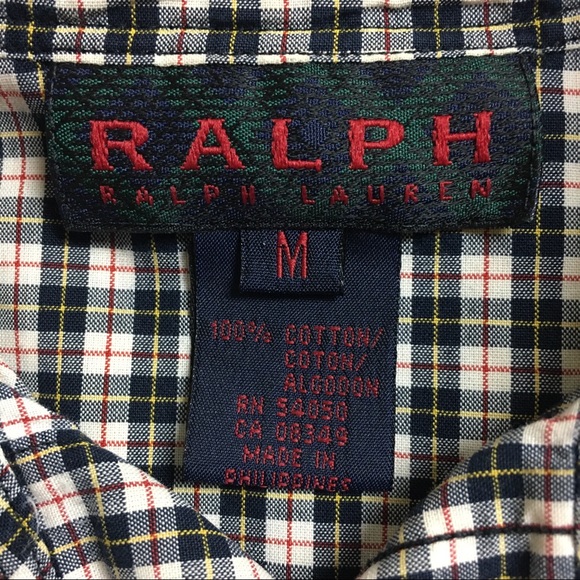 RALPH
RALPH LAUREN
M
100% COTTON/
COTON/
ALGODON
RN 54050
CA 08349
MADE IN
PHILIPPINES